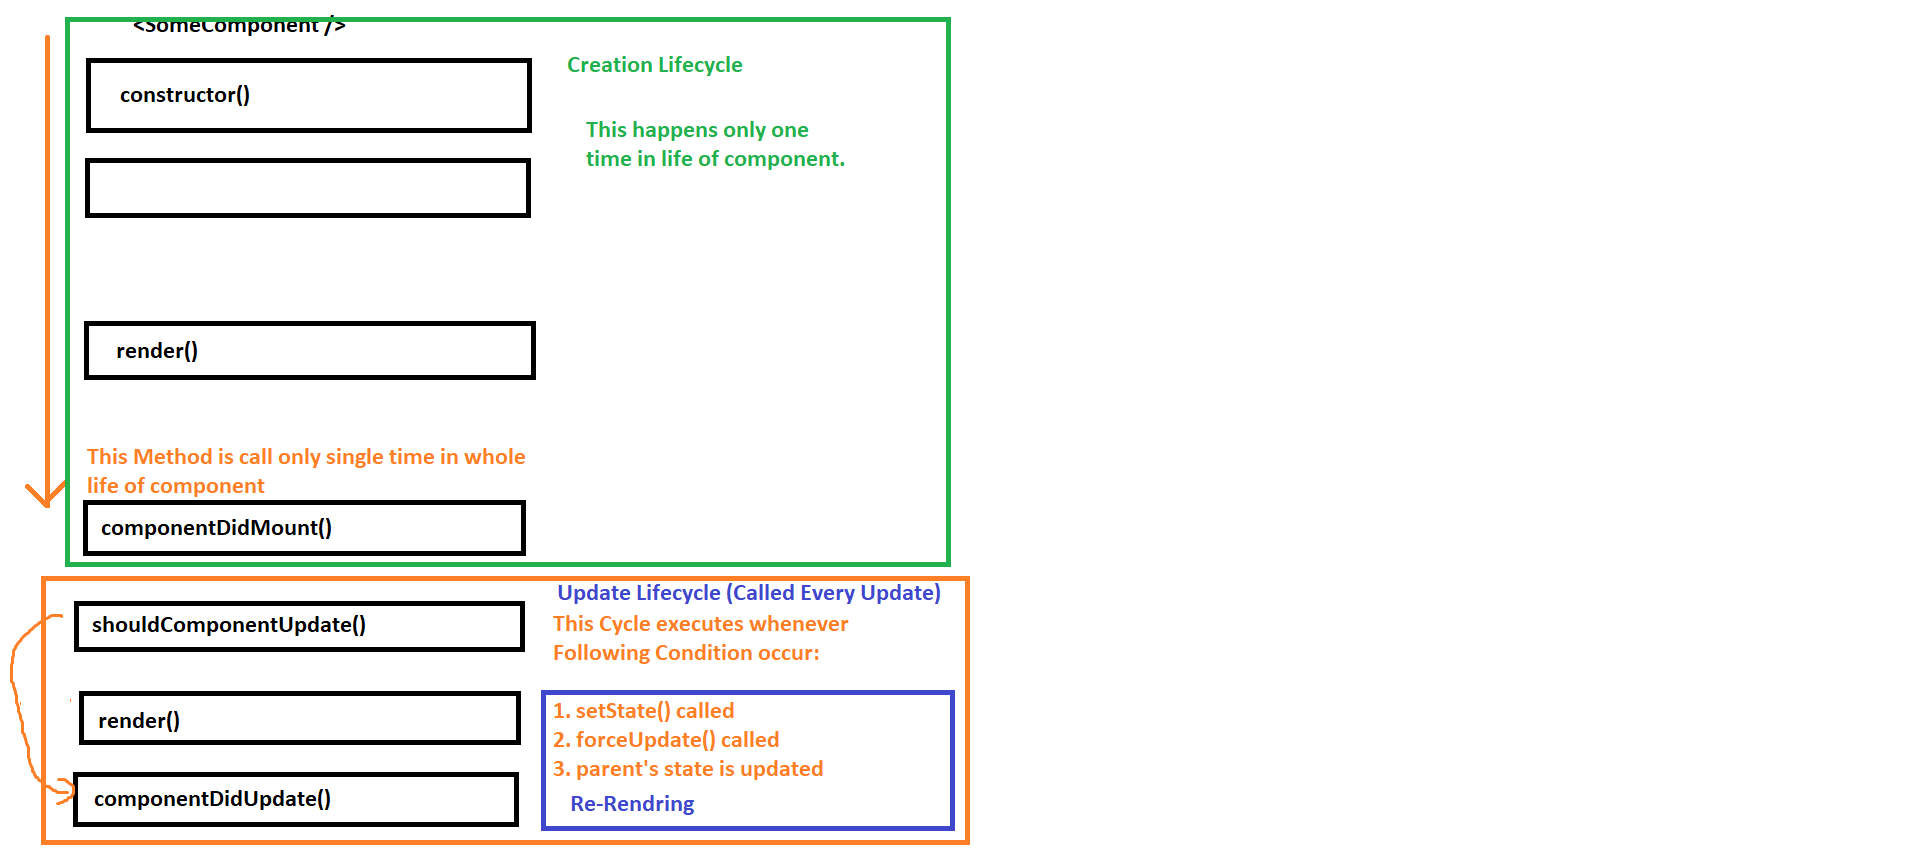 <SomeComponent />
constructor()
Creation Lifecycle
This happens only one
time in life of component.
render()
This Method is call only single time in whole
life of component
componentDidMount()
Update Lifecycle (Called Every Update)
This Cycle executes whenever
Following Condition occur:
shouldComponentUpdate()
render()
componentDidUpdate()
1. setState() called
2. forceUpdate() called
3. parent's state is updated
Re-Rendring